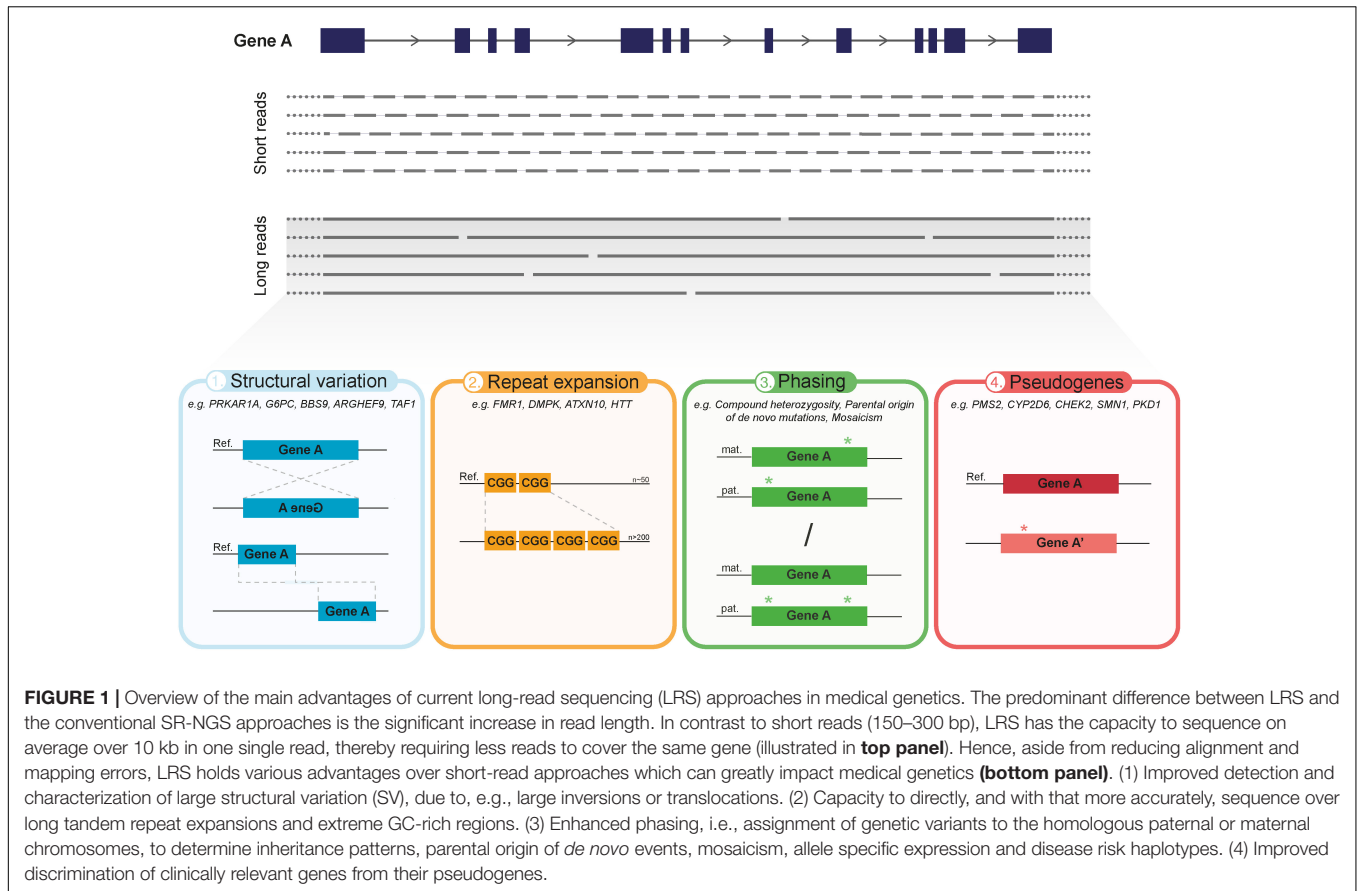 Gene A
Short reads
Long reads
1. Structural variation
e.g. PRKAR1A, G6PC, BBS9, ARGHEF9, TAF1
Ref.
Gene A
Gene A
Ref.
Gene A
Gene A
2. Repeat expansion
e.g. FMR1, DMPK, ATXN10, HTT
Ref.
CGG CGG
n~50
CGG CGG CGG CGG
n>200
3. Phasing
e.g. Compound heterozygosity, Parental origin
of de novo mutations, Mosaicism
mat.
Gene A
*
pat.
Gene A
*
/
mat.
Gene A
pat.
Gene A
* *
4. Pseudogenes
e.g. PMS2, CYP2D6, CHEK2, SMN1, PKD1
Ref.
Gene A
*
Gene A'
FIGURE 1 | Overview of the main advantages of current long-read sequencing (LRS) approaches in medical genetics. The predominant difference between LRS and
the conventional SR-NGS approaches is the significant increase in read length. In contrast to short reads (150–300 bp), LRS has the capacity to sequence on
average over 10 kb in one single read, thereby requiring less reads to cover the same gene (illustrated in top panel). Hence, aside from reducing alignment and
mapping errors, LRS holds various advantages over short-read approaches which can greatly impact medical genetics (bottom panel). (1) Improved detection and
characterization of large structural variation (SV), due to, e.g., large inversions or translocations. (2) Capacity to directly, and with that more accurately, sequence over
long tandem repeat expansions and extreme GC-rich regions. (3) Enhanced phasing, i.e., assignment of genetic variants to the homologous paternal or maternal
chromosomes, to determine inheritance patterns, parental origin of de novo events, mosaicism, allele specific expression and disease risk haplotypes. (4) Improved
discrimination of clinically relevant genes from their pseudogenes.